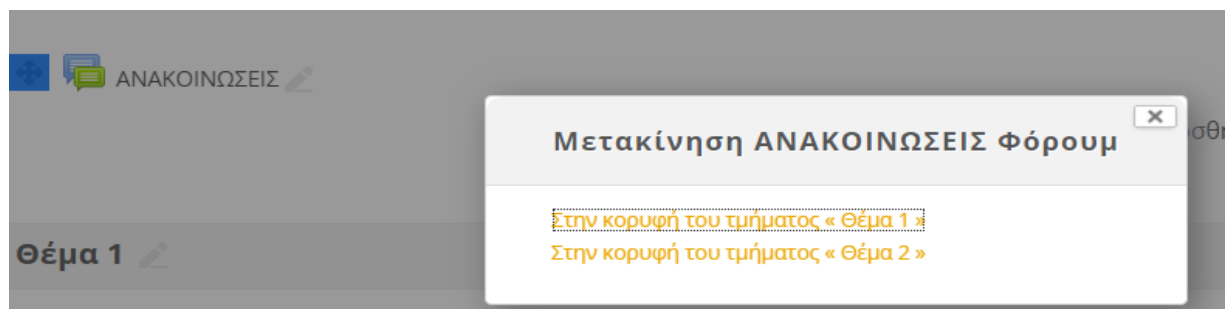 ΑΝΑΚΟΙΝΩΣΕΙΣ
Μετακίνηση ΑΝΑΚΟΙΝΩΣΕΙΣ Φόρουμ
Στην κορυφή του τμήματος « Θέμα 1 »
Στην κορυφή του τμήματος « Θέμα 2 »
Θέμα 1